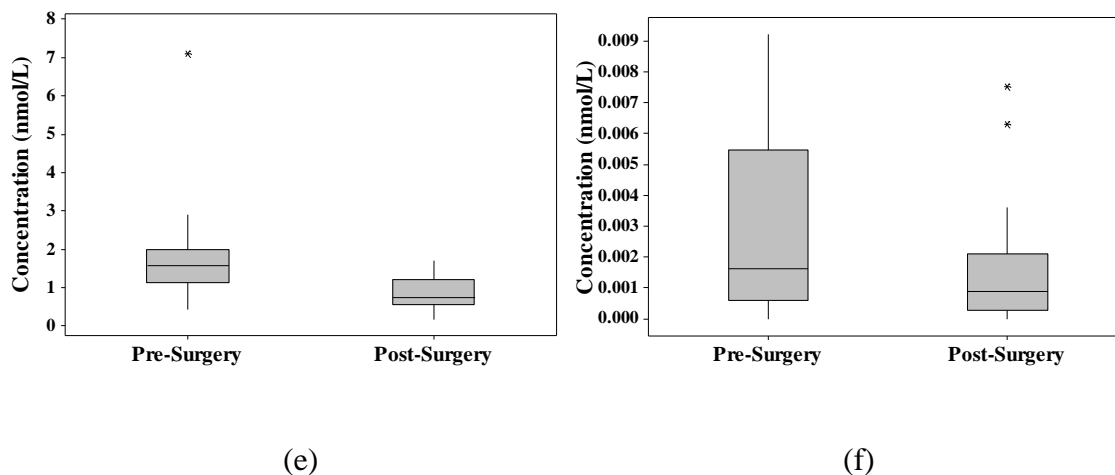 Concentration (nmol/L)
8
7
6
5
4
3
2
1
0
Pre-Surgery
Post-Surgery
(e)
Concentration (nmol/L)
0.009
0.008
0.007
0.006
0.005
0.004
0.003
0.002
0.001
0.000
Pre-Surgery
Post-Surgery
(f)